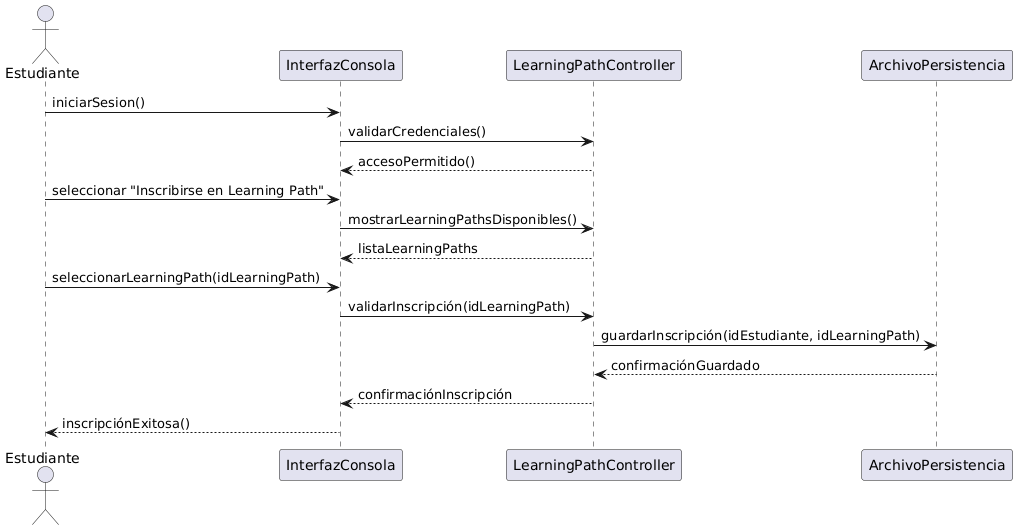 Estudiante
InterfazConsola
LearningPathController
ArchivoPersistencia
iniciarSesion()
validarCredenciales()
accesoPermitido()
seleccionar "Inscribirse en Learning Path"
mostrarLearningPathsDisponibles()
listaLearningPaths
seleccionarLearningPath(idLearningPath)
validarInscripción(idLearningPath)
guardarInscripción(idEstudiante, idLearningPath)
confirmaciónGuardado
confirmaciónInscripción
inscripciónExitosa()
Estudiante
InterfazConsola
LearningPathController
ArchivoPersistencia